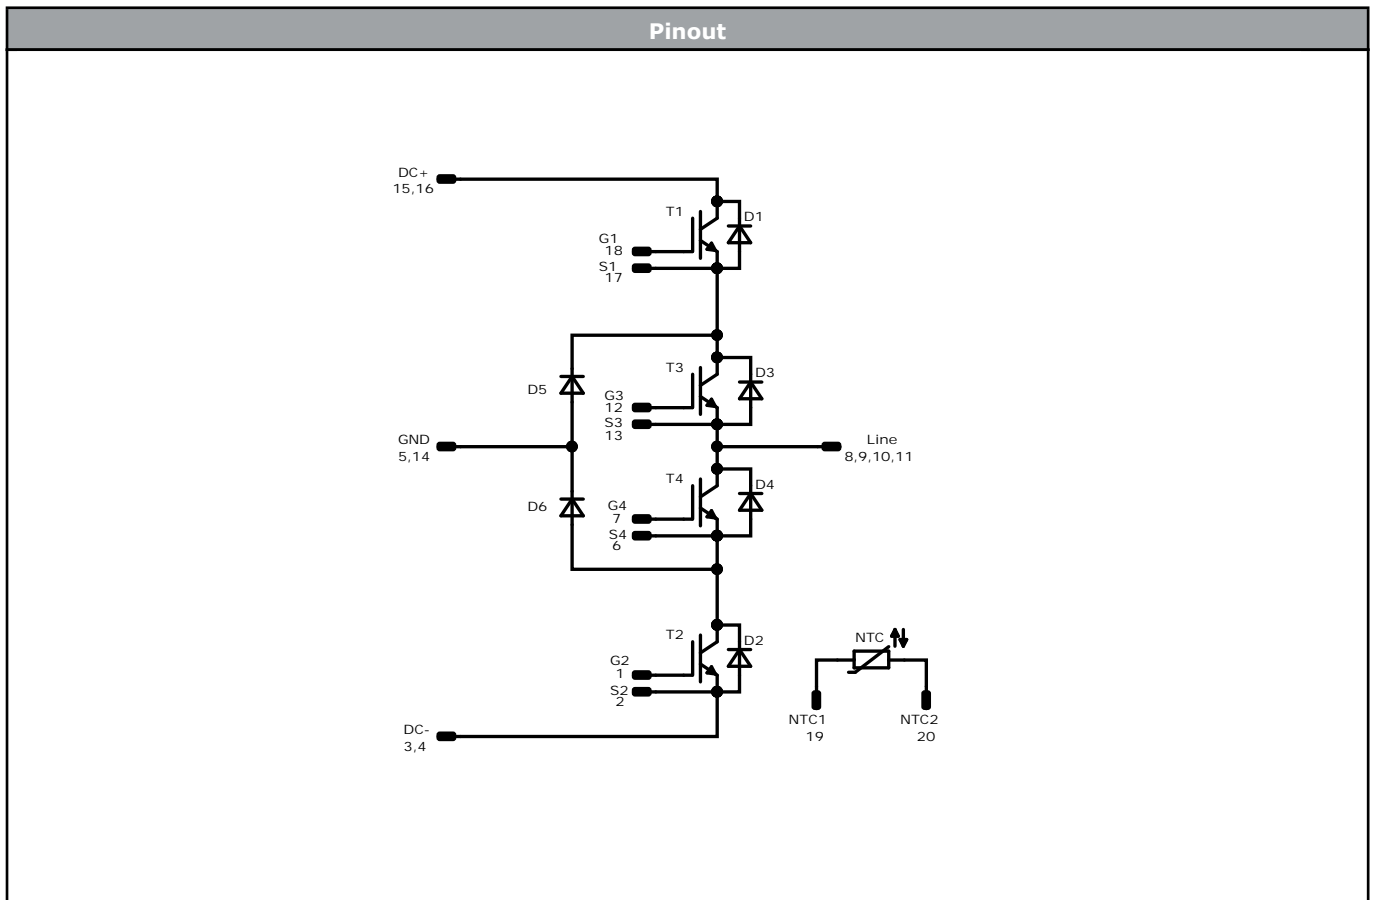 Pinout
DC+
15,16
T1
D1
G1
18
S1
17
T3
D3
D5
G3
12
S3
13
GND
5,14
Line
8,9,10,11
T4
D4
D6
G4
7
S4
6
T2
D2
NTC
G2
1
S2
2
NTC1
19
NTC2
20
DC-
3,4